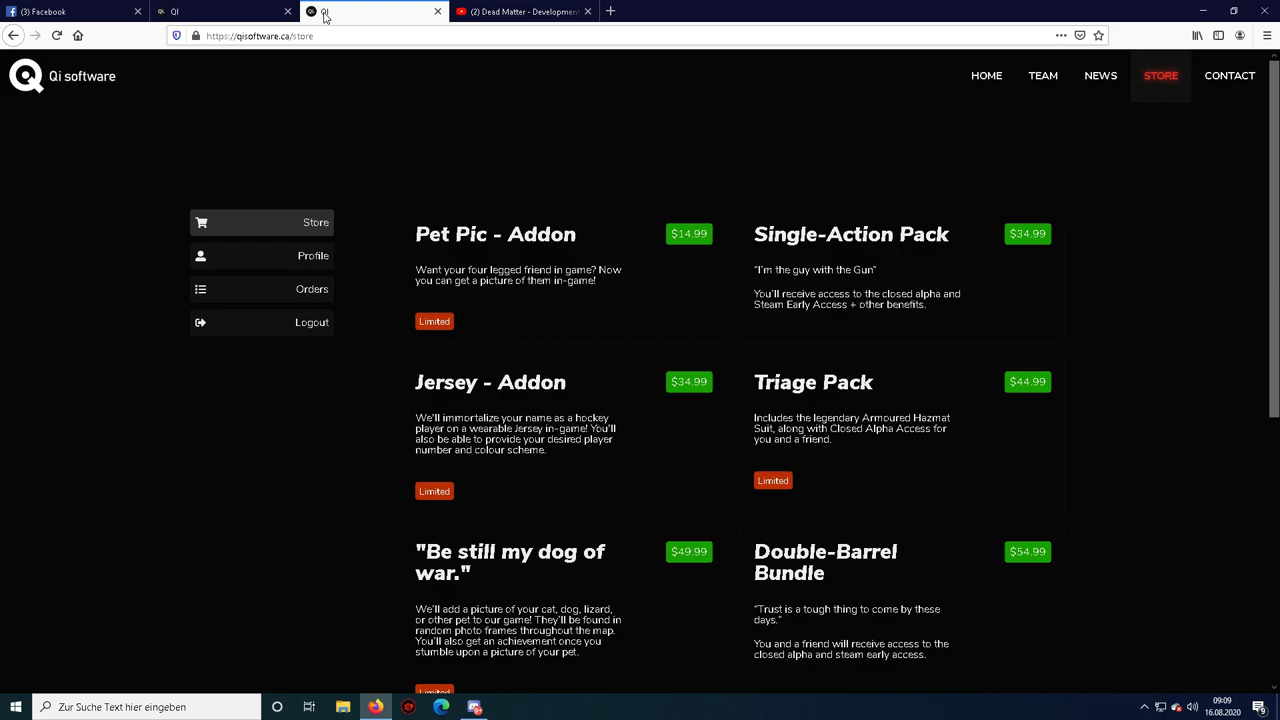 (3) Facebook
QI
QI
(2) Dead Matter - Development
https://qisoftware.ca/store
Qi software
HOME
TEAM
NEWS
STORE
CONTACT
Store
Profile
Orders
Logout
Pet Pic - Addon
$14.99
Want your four legged friend in game? Now
you can get a picture of them in-game!
Limited
Single-Action Pack
$34.99
“I’m the guy with the Gun”
You’ll receive access to the closed alpha and
Steam Early Access + other benefits.
Jersey - Addon
$34.99
We’ll immortalize your name as a hockey
player on a wearable Jersey in-game! You’ll
also be able to provide your desired player
number and colour scheme.
Limited
Triage Pack
$44.99
Includes the legendary Armoured Hazmat
Suit, along with Closed Alpha Access for
you and a friend.
Limited
"Be still my dog of
war."
$49.99
We’ll add a picture of your cat, dog, lizard,
or other pet to our game! They’ll be found in
random photo frames throughout the map.
You’ll also get an achievement once you
stumble upon a picture of your pet.
Limited
Double-Barrel
Bundle
$54.99
“Trust is a tough thing to come by these
days.”
You and a friend will receive access to the
closed alpha and steam early access.
Zur Suche Text hier eingeben
09:09
16.08.2020